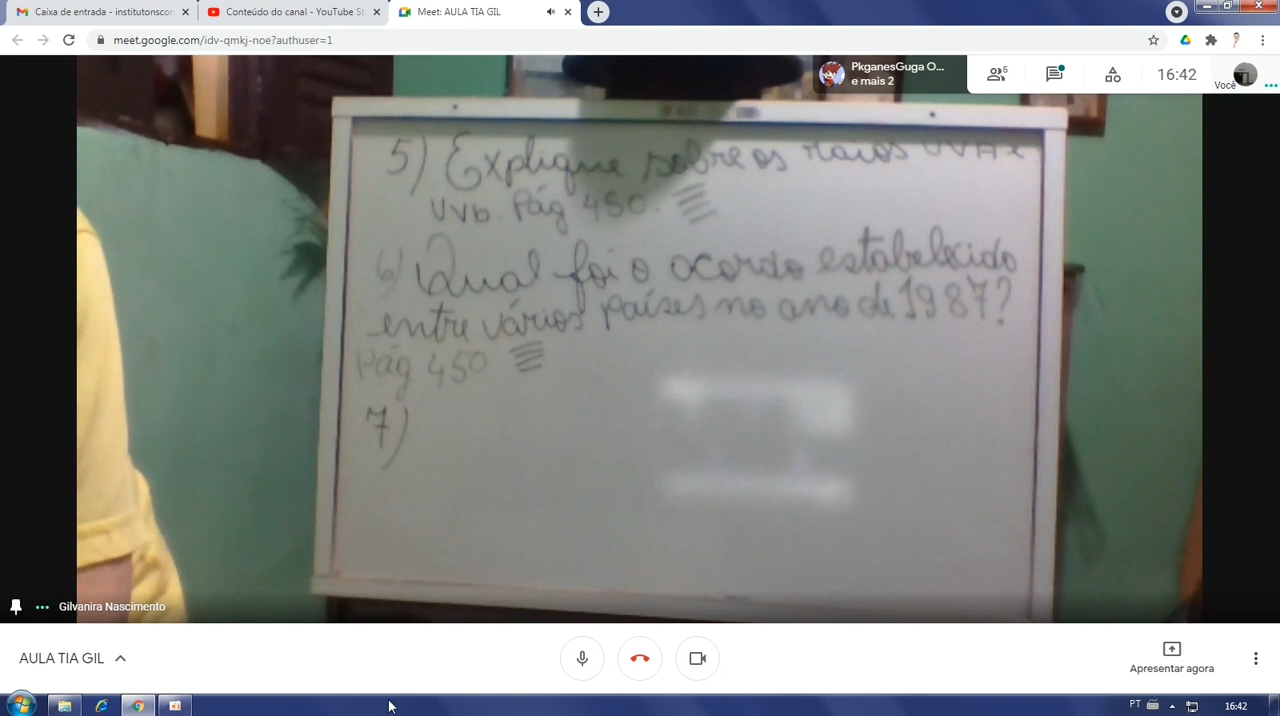 Caixa de entrada - institutonscon
Conteúdo do canal - YouTube St
Meet: AULA TIA GIL
meet.google.com/idv-qmkj-noe?authuser=1
PkganesGuga O...
e mais 2
5
16:42
Você
5) Explique sobre os raios UVA e
UVb. Pág 450.
6) Qual foi o acordo estabelecido
entre vários países no ano de 1987?
Pág 450
7)
Gilvanira Nascimento
AULA TIA GIL
Apresentar agora
PT
16:42